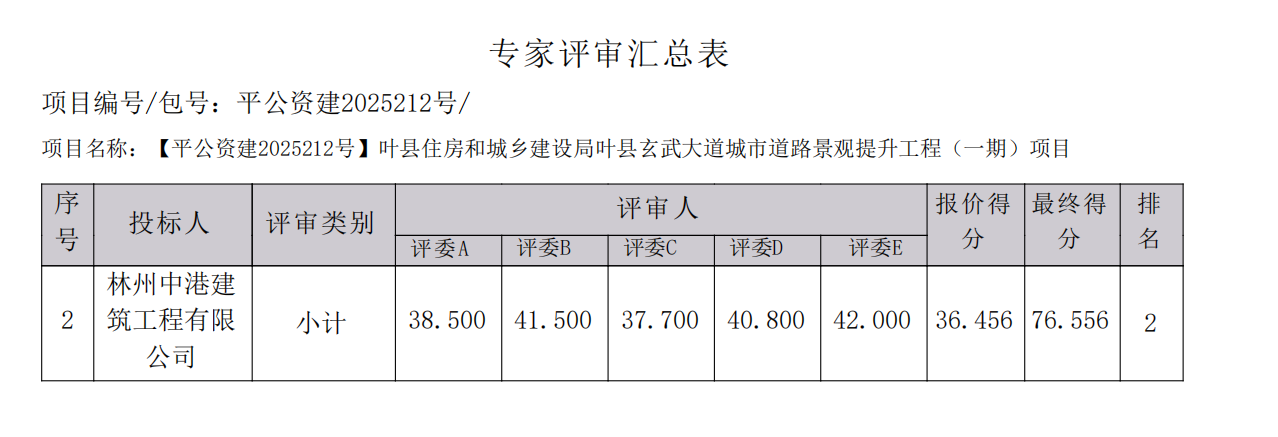 专家评审汇总表
项目编号/包号：平公资建2025212号/
项目名称：【平公资建2025212号】叶县住房和城乡建设局叶县玄武大道城市道路景观提升工程（一期）项目
序号 投标人 评审类别 评审人 报价得分 最终得分 排名
评委A 评委B 评委C 评委D 评委E
2 林州中港建筑工程有限公司 小计 38.500 41.500 37.700 40.800 42.000 36.456 76.556 2